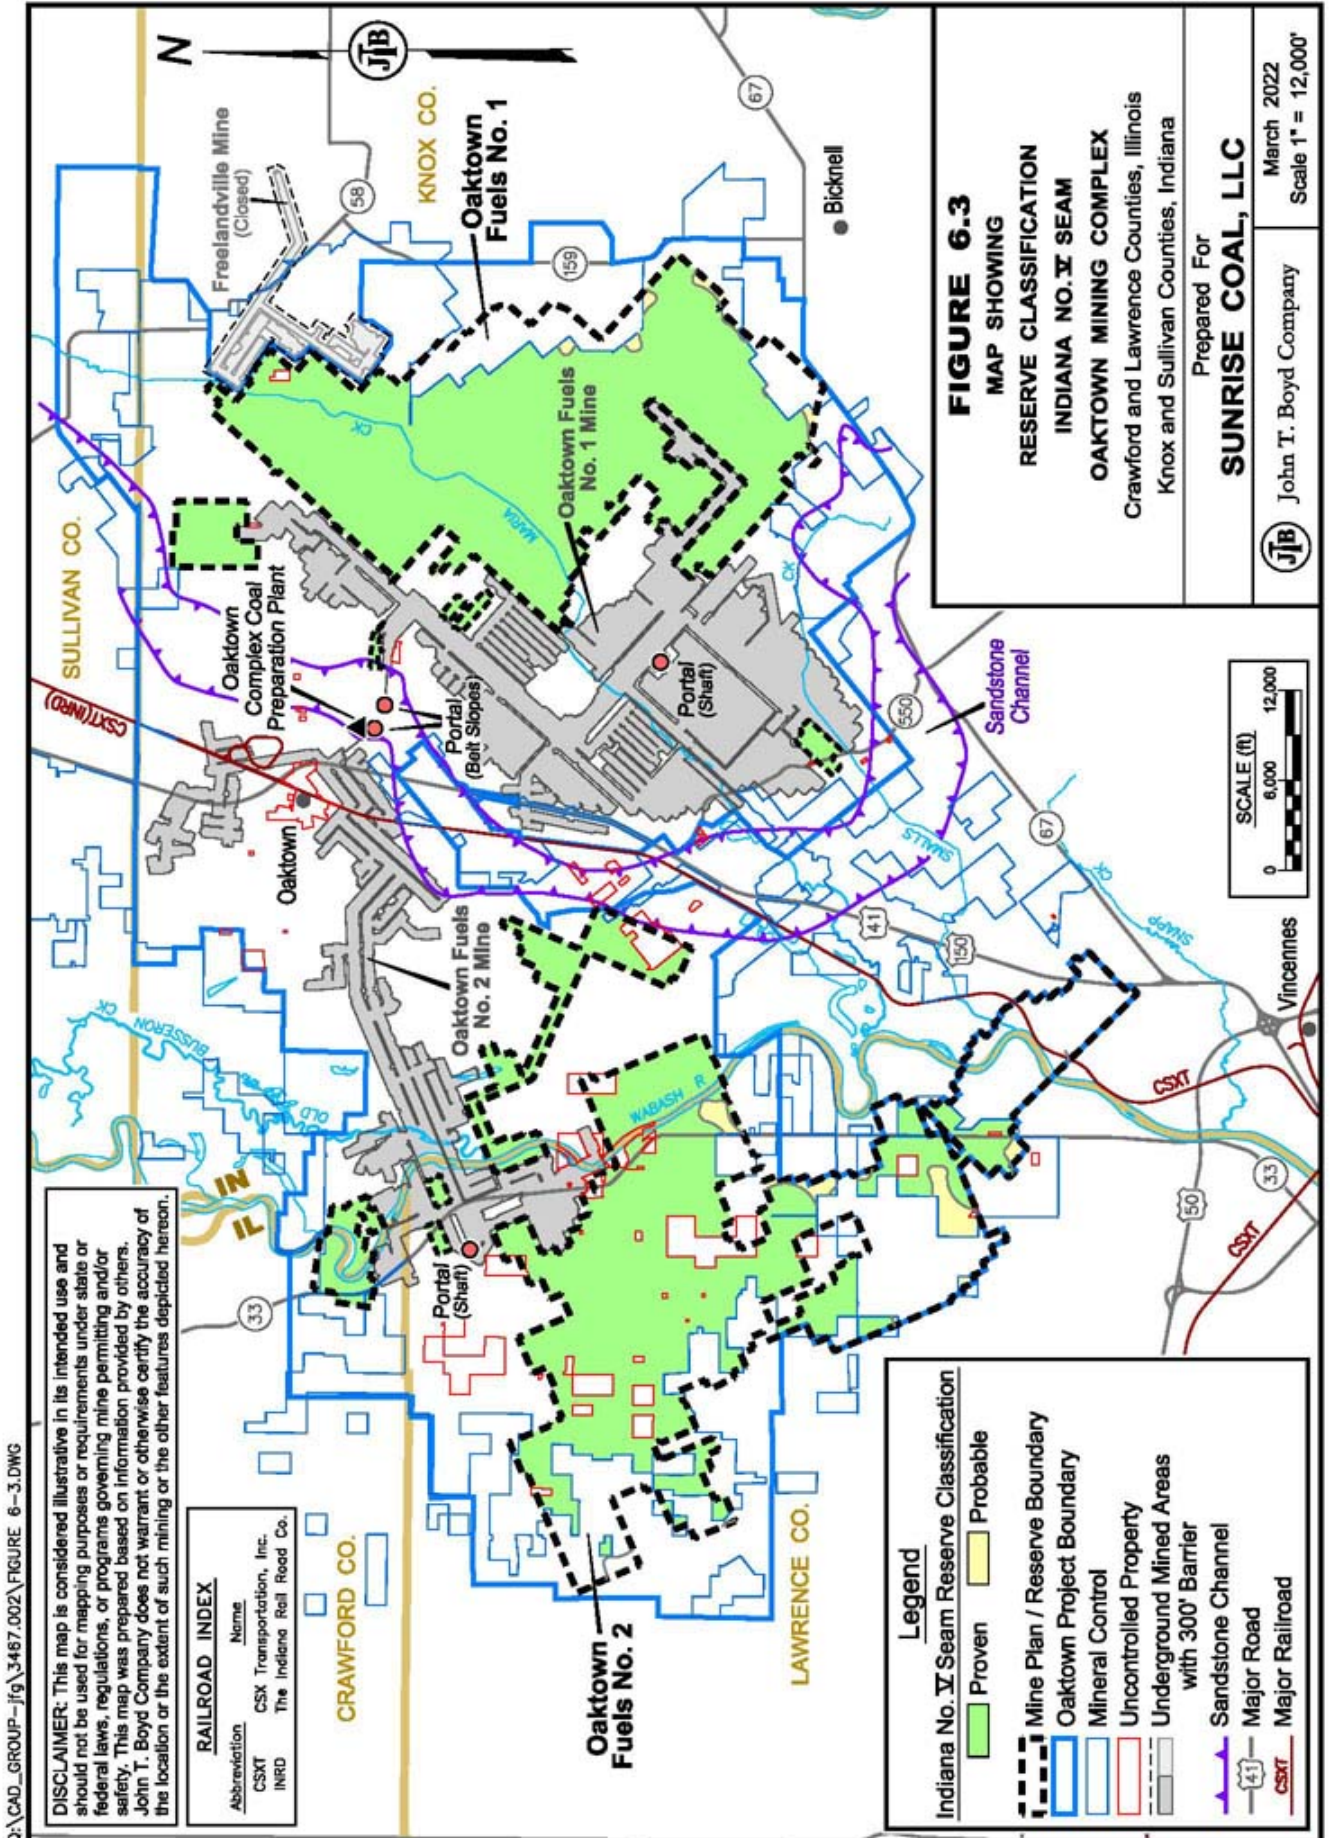 D:\CAD_GROUP-jfg\3467.002\FIGURE 6-3.DWG
DISCLAIMER: This map is considered illustrative in its intended use and
should not be used for mapping purposes or requirements under state or
federal laws, regulations, or programs governing mine permitting and/or
safety. This map was prepared based on information provided by others.
John T. Boyd Company does not warrant or otherwise certify the accuracy of
the location or the extent of such mining or the other features depicted hereon.
RAILROAD INDEX
Abbreviation Name
CSXT CSX Transportation, Inc.
INRD The Indiana Rail Road Co.
N
JTB
SULLIVAN CO.
KNOX CO.
CRAWFORD CO.
LAWRENCE CO.
IN
IL
Freelandville Mine
(Closed)
58
Oaktown
Fuels No. 1
159
67
Bicknell
CSXT(INRD)
Oaktown
Complex Coal
Preparation Plant
Portal
(Belt Slopes)
Oaktown
Oaktown Fuels
No. 1 Mine
CK
MARIA
Portal
(Shaft)
Oaktown Fuels
No. 2 Mine
CK
BUSSERON
OLD
33
Portal
(Shaft)
WABASH R
CK
SMALLS
550
Sandstone
Channel
41
150
67
CK
SNAPP
Vincennes
CSXT
50
33
CSXT
Oaktown
Fuels No. 2
Legend
Indiana No. V Seam Reserve Classification
Proven
Probable
Mine Plan / Reserve Boundary
Oaktown Project Boundary
Mineral Control
Uncontrolled Property
Underground Mined Areas
with 300' Barrier
Sandstone Channel
41 Major Road
CSXT Major Railroad
SCALE (ft)
0 6,000 12,000
FIGURE 6.3
MAP SHOWING
RESERVE CLASSIFICATION
INDIANA NO. V SEAM
OAKTOWN MINING COMPLEX
Crawford and Lawrence Counties, Illinois
Knox and Sullivan Counties, Indiana
Prepared For
SUNRISE COAL, LLC
JTB John T. Boyd Company
March 2022
Scale 1" = 12,000'